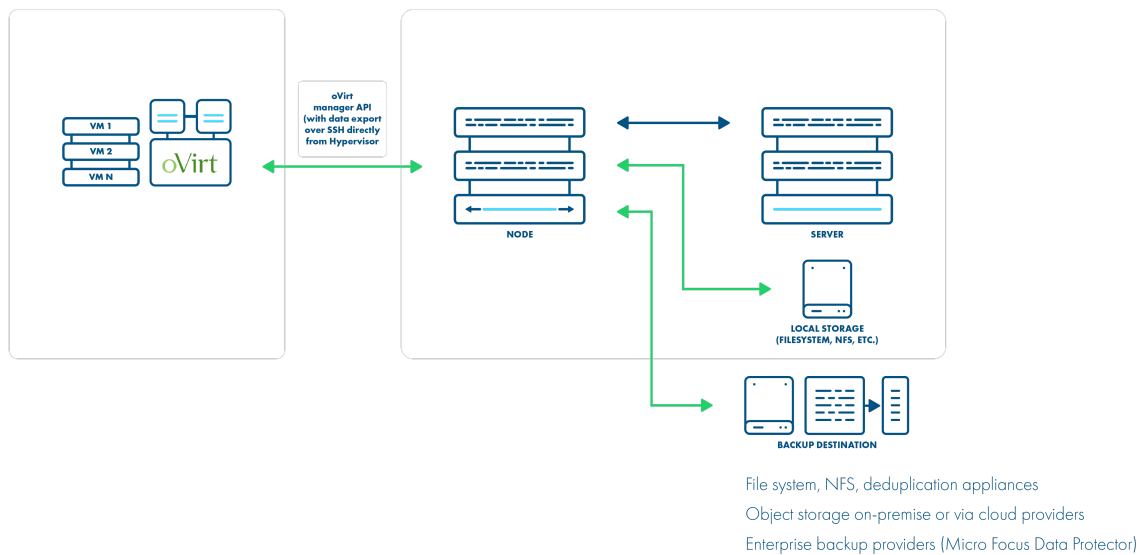 VM 1
VM 2
VM N
oVirt
oVirt
manager API
(with data export
over SSH directly
from Hypervisor
NODE
SERVER
LOCAL STORAGE
(FILESYSTEM, NFS, ETC.)
BACKUP DESTINATION
File system, NFS, deduplication appliances
Object storage on-premise or via cloud providers
Enterprise backup providers (Micro Focus Data Protector)